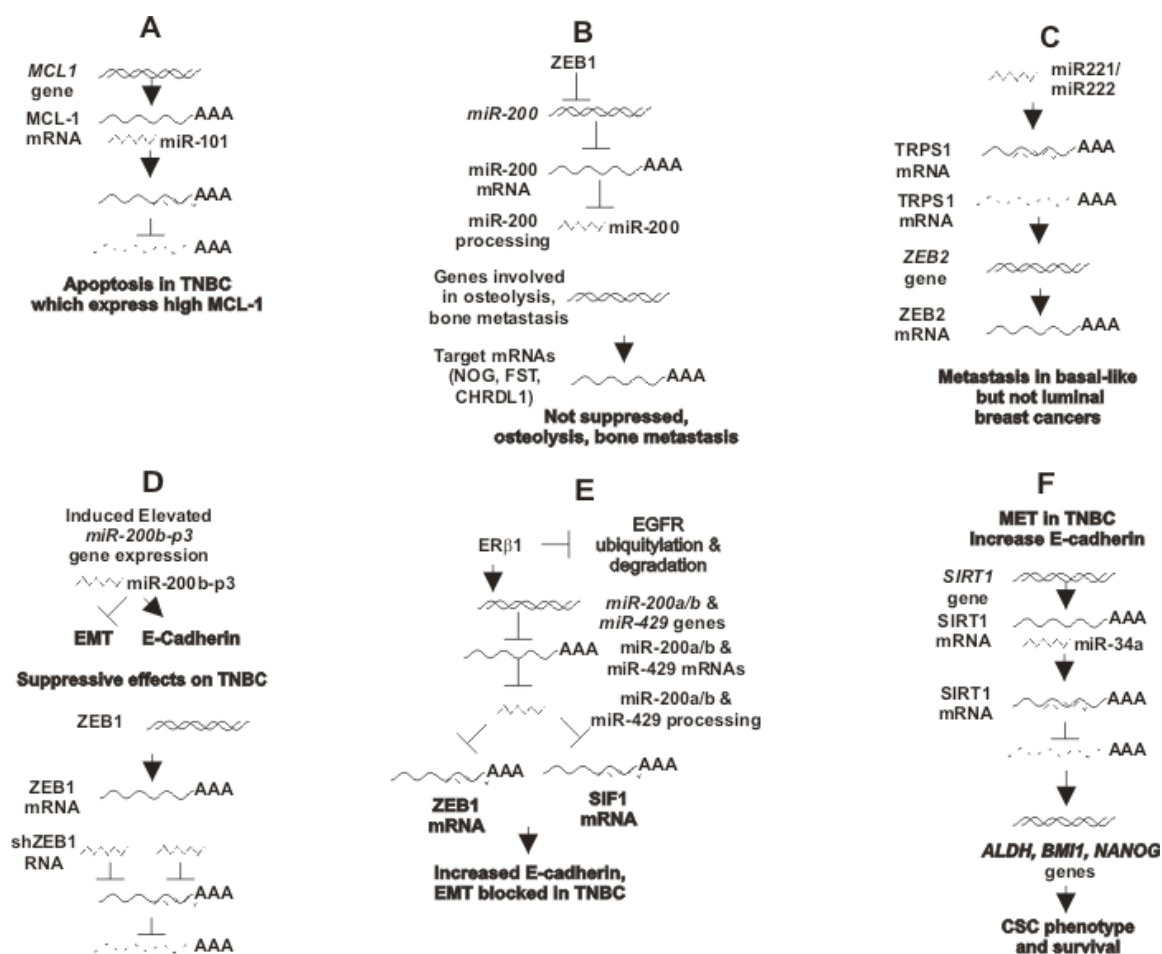 A
MCL1
gene
MCL-1
mRNA
AAA
miR-101
AAA
AAA
Apoptosis in TNBC
which express high MCL-1
B
ZEB1
miR-200
miR-200
mRNA
AAA
miR-200
processing
miR-200
Genes involved
in osteolysis,
bone metastasis
Target mRNAs
(NOG, FST,
CHRDL1)
AAA
Not suppressed,
osteolysis, bone metastasis
C
miR221/
miR222
TRPS1
mRNA
AAA
TRPS1
mRNA
AAA
ZEB2
gene
ZEB2
mRNA
AAA
Metastasis in basal-like
but not luminal
breast cancers
D
Induced Elevated
miR-200b-p3
gene expression
miR-200b-p3
EMT E-Cadherin
Suppressive effects on TNBC
ZEB1
ZEB1
mRNA
AAA
shZEB1
RNA
AAA
AAA
E
ERβ1
EGFR
ubiquitylation &
degradation
miR-200a/b &
miR-429 genes
AAA
miR-200a/b &
miR-429 mRNAs
miR-200a/b &
miR-429 processing
AAA
AAA
ZEB1
mRNA
SIF1
mRNA
Increased E-cadherin,
EMT blocked in TNBC
F
MET in TNBC
Increase E-cadherin
SIRT1
gene
SIRT1
mRNA
AAA
miR-34a
SIRT1
mRNA
AAA
AAA
ALDH, BMI1, NANOG
genes
CSC phenotype
and survival